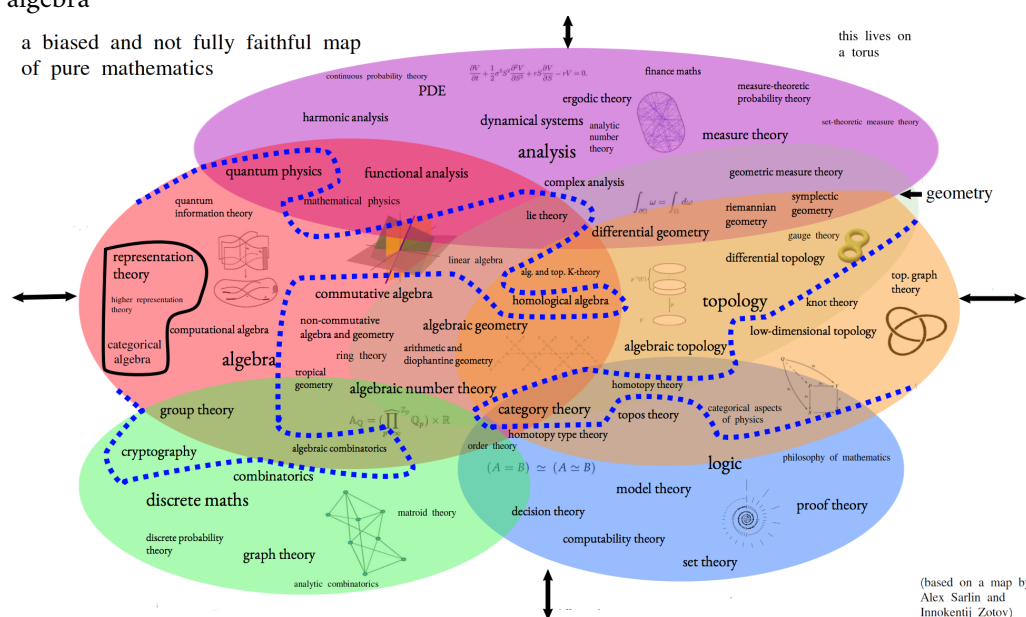 algebra
a biased and not fully faithful map
of pure mathematics
this lives on
a torus
continuous probability theory
PDE
finance maths
measure-theoretic
probability theory
ergodic theory
harmonic analysis
dynamical systems
analytic
number
theory
set-theoretic measure theory
measure theory
analysis
quantum physics
functional analysis
complex analysis
geometric measure theory
geometry
quantum
information theory
mathematical physics
lie theory
∫∂Ω ω = ∫Ω dω
riemannian
geometry
symplectic
geometry
differential geometry
gauge theory
representation
theory
linear algebra
differential topology
alg. and top. K-theory
top. graph
theory
higher representation
theory
commutative algebra
homological algebra
topology
knot theory
computational algebra
non-commutative
algebra and geometry
algebraic geometry
low-dimensional topology
categorical
algebra
algebra
ring theory
arithmetic and
diophantine geometry
algebraic topology
tropical
geometry
algebraic number theory
homotopy theory
group theory
category theory
topos theory
categorical aspects
of physics
homotopy type theory
order theory
cryptography
algebraic combinatorics
(A = B) ≃ (A ≃ B)
logic
philosophy of mathematics
combinatorics
model theory
discrete maths
matroid theory
decision theory
proof theory
discrete probability
theory
graph theory
computability theory
set theory
analytic combinatorics
(based on a map by
Alex Sarlin and
Innokentij Zotov)